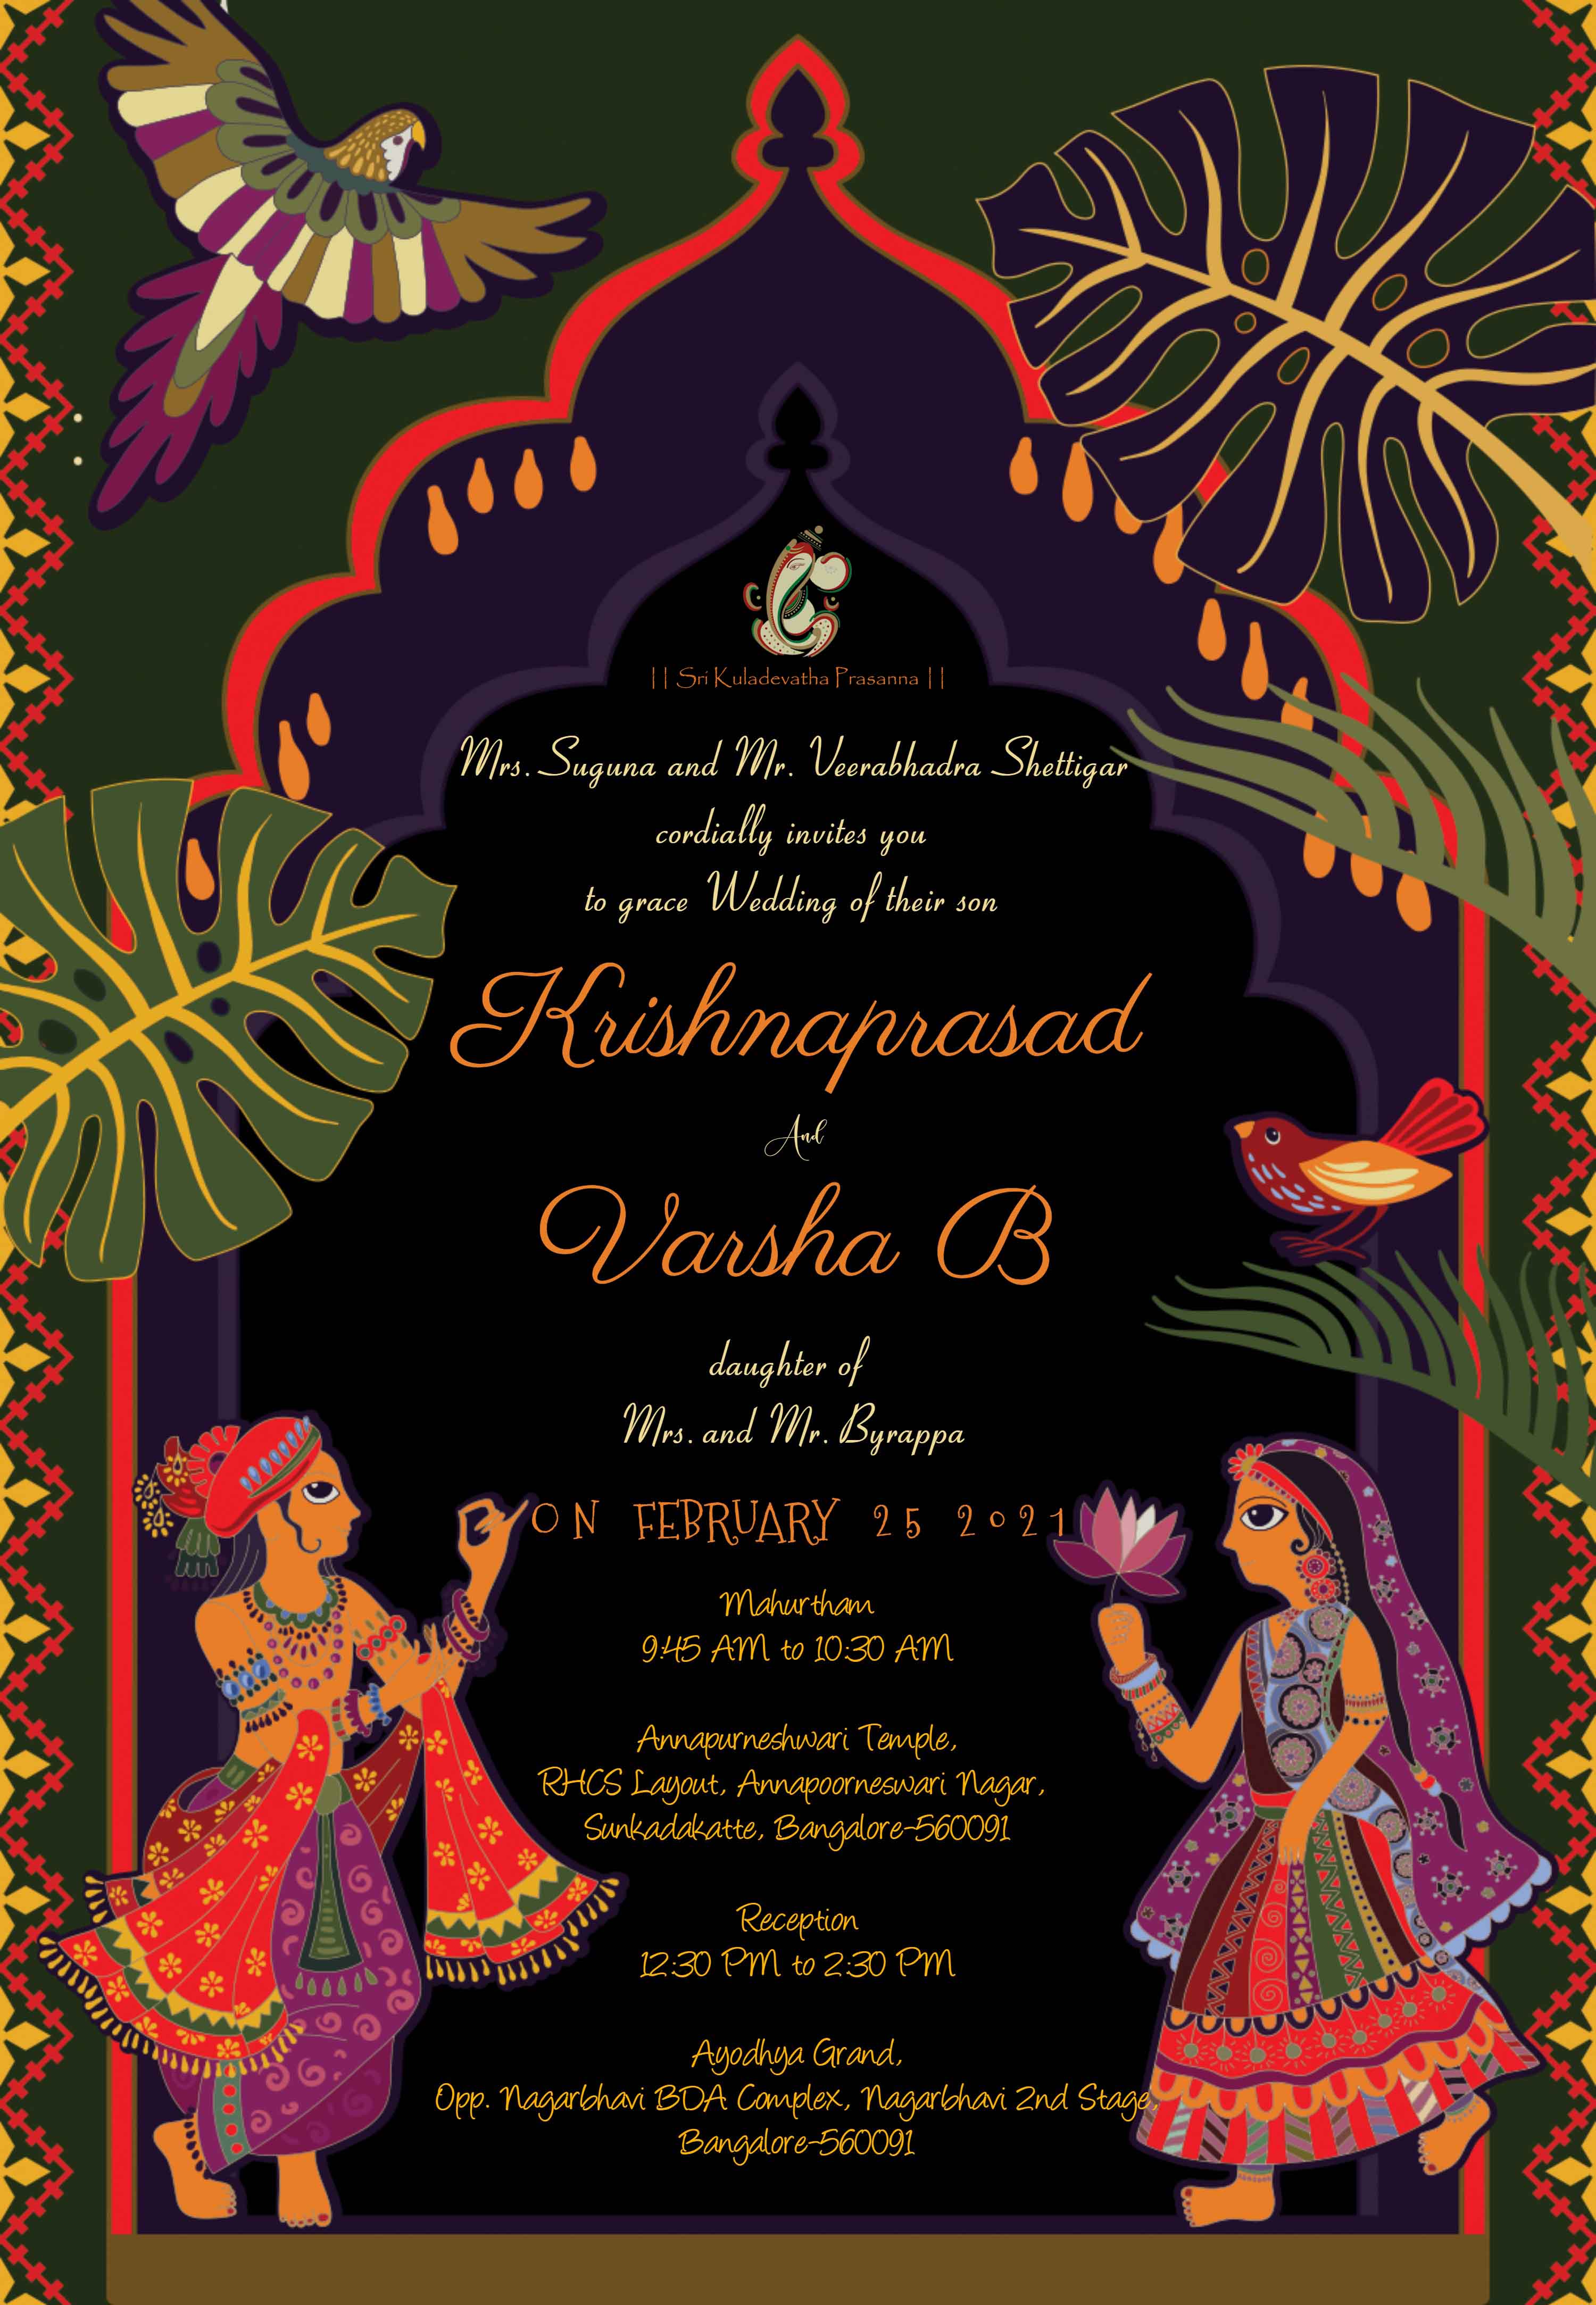 || Sri Kuladevatha Prasanna ||
Mrs. Suguna and Mr. Veerabhadra Shettigar
cordially invites you
to grace Wedding of their son
Krishnaprasad
And
Varsha B
daughter of
Mrs. and Mr. Byrappa
ON FEBRUARY 25 2021
Mahurtham
9:45 AM to 10:30 AM
Annapurneshwari Temple,
RHCS Layout, Annapoorneswari Nagar,
Sunkadakatte, Bangalore-560091
Reception
12:30 PM to 2:30 PM
Ayodhya Grand,
Opp. Nagarbhavi BDA Complex, Nagarbhavi 2nd Stage,
Bangalore-560091